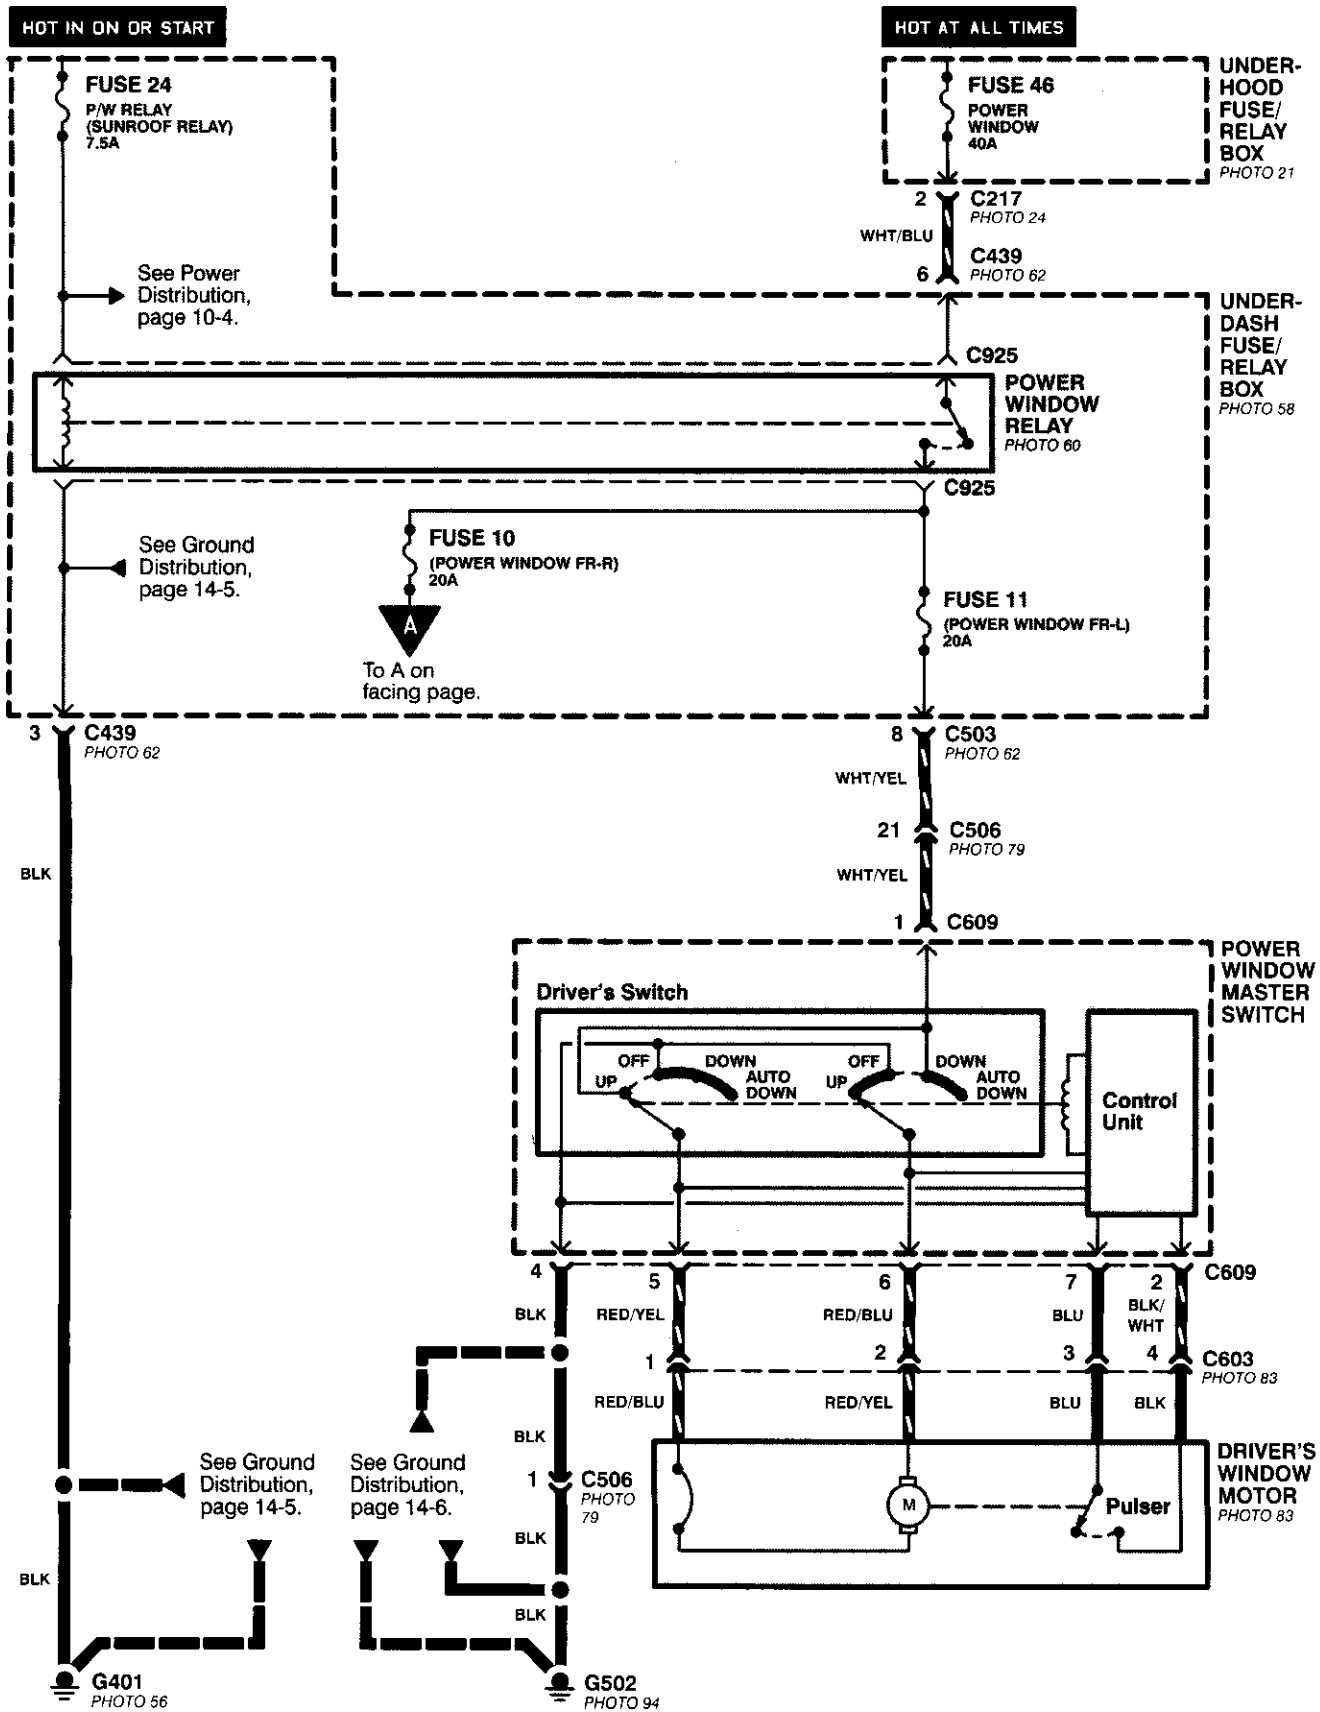 HOT IN ON OR START
HOT AT ALL TIMES
FUSE 24
P/W RELAY
(SUNROOF RELAY)
7.5A
FUSE 46
POWER
WINDOW
40A
UNDER-
HOOD
FUSE/
RELAY
BOX
PHOTO 21
2
C217
PHOTO 24
WHT/BLU
6
C439
PHOTO 62
See Power
Distribution,
page 10-4.
UNDER-
DASH
FUSE/
RELAY
BOX
PHOTO 58
C925
POWER
WINDOW
RELAY
PHOTO 60
C925
See Ground
Distribution,
page 14-5.
FUSE 10
(POWER WINDOW FR-R)
20A
A
To A on
facing page.
FUSE 11
(POWER WINDOW FR-L)
20A
3
C439
PHOTO 62
8
C503
PHOTO 62
WHT/YEL
21
C506
PHOTO 79
BLK
WHT/YEL
1
C609
POWER
WINDOW
MASTER
SWITCH
Driver's Switch
OFF
DOWN
UP
AUTO
DOWN
OFF
DOWN
UP
AUTO
DOWN
Control
Unit
4
5
6
7
2
C609
BLK
RED/YEL
RED/BLU
BLU
BLK/
WHT
1
2
3
4
C603
PHOTO 83
RED/BLU
RED/YEL
BLU
BLK
BLK
See Ground
Distribution,
page 14-5.
See Ground
Distribution,
page 14-6.
1
C506
PHOTO
79
DRIVER'S
WINDOW
MOTOR
PHOTO 83
M
Pulser
BLK
BLK
BLK
G401
PHOTO 56
G502
PHOTO 94